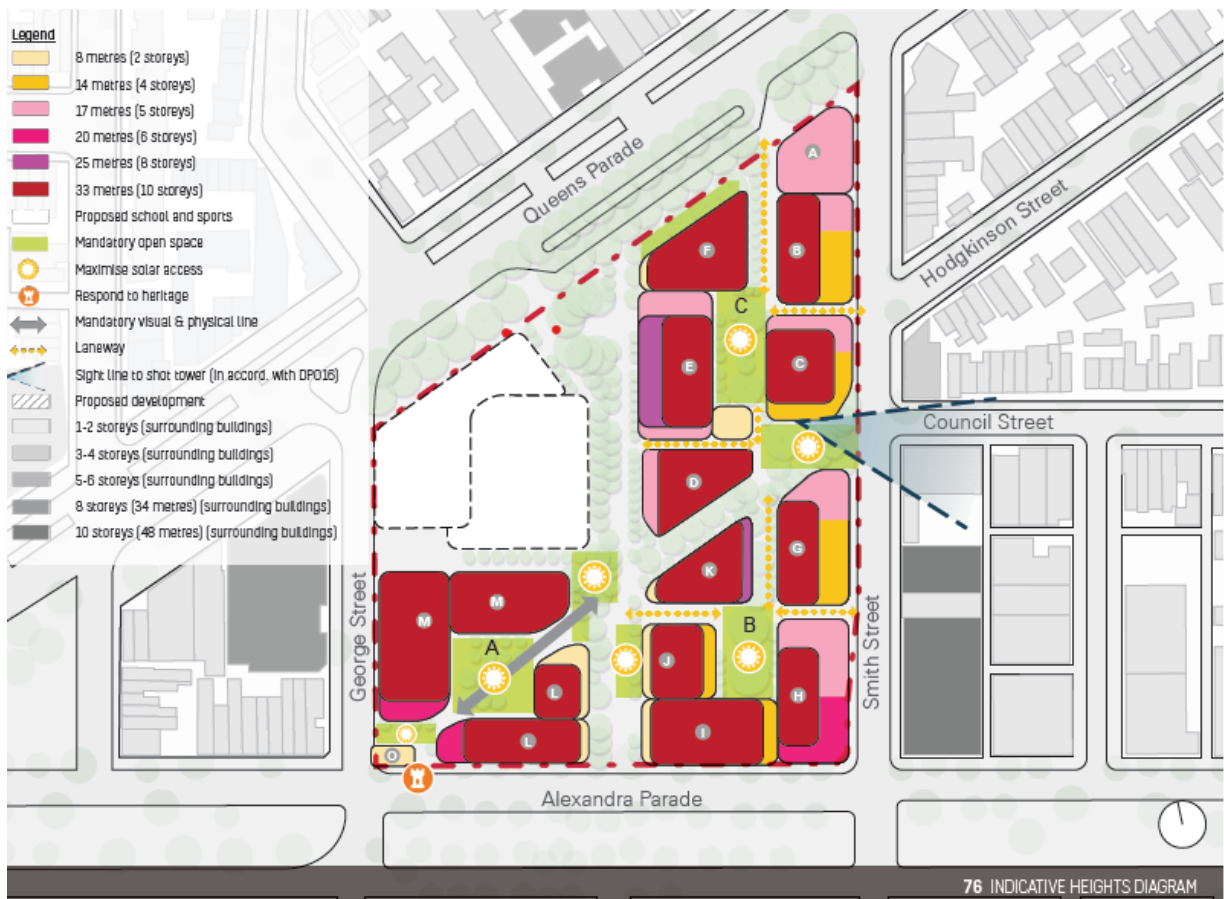 Legend
8 metres (2 storeys)
14 metres (4 storeys)
17 metres (5 storeys)
20 metres (6 storeys)
25 metres (8 storeys)
33 metres (10 storeys)
Proposed school and sports
Mandatory open space
Maximise solar access
Respond to heritage
Mandatory visual & physical line
Laneway
Sight line to shot tower (in accord, with DPO16)
Proposed development
1-2 storeys (surrounding buildings)
3-4 storeys (surrounding buildings)
5-6 storeys (surrounding buildings)
8 storeys (34 metres) (surrounding buildings)
10 storeys (48 metres) (surrounding buildings)
Queens Parade
Hodgkinson Street
A
F
B
C
E
C
Council Street
D
G
K
George Street
Smith Street
M
M
A
B
J
L
H
L
I
O
Alexandra Parade
76 INDICATIVE HEIGHTS DIAGRAM